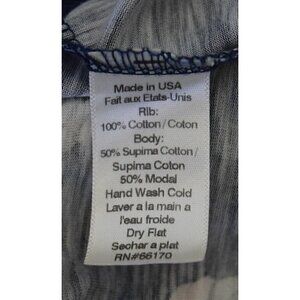 Made in USA
Fait aux Etats-Unis
Rib:
100% Cotton / Coton
Body:
50% Supima Cotton /
Supima Coton
50% Modal
Hand Wash Cold
Laver a la main a
l'eau froide
Dry Flat
Sechar a plat
RN#66170